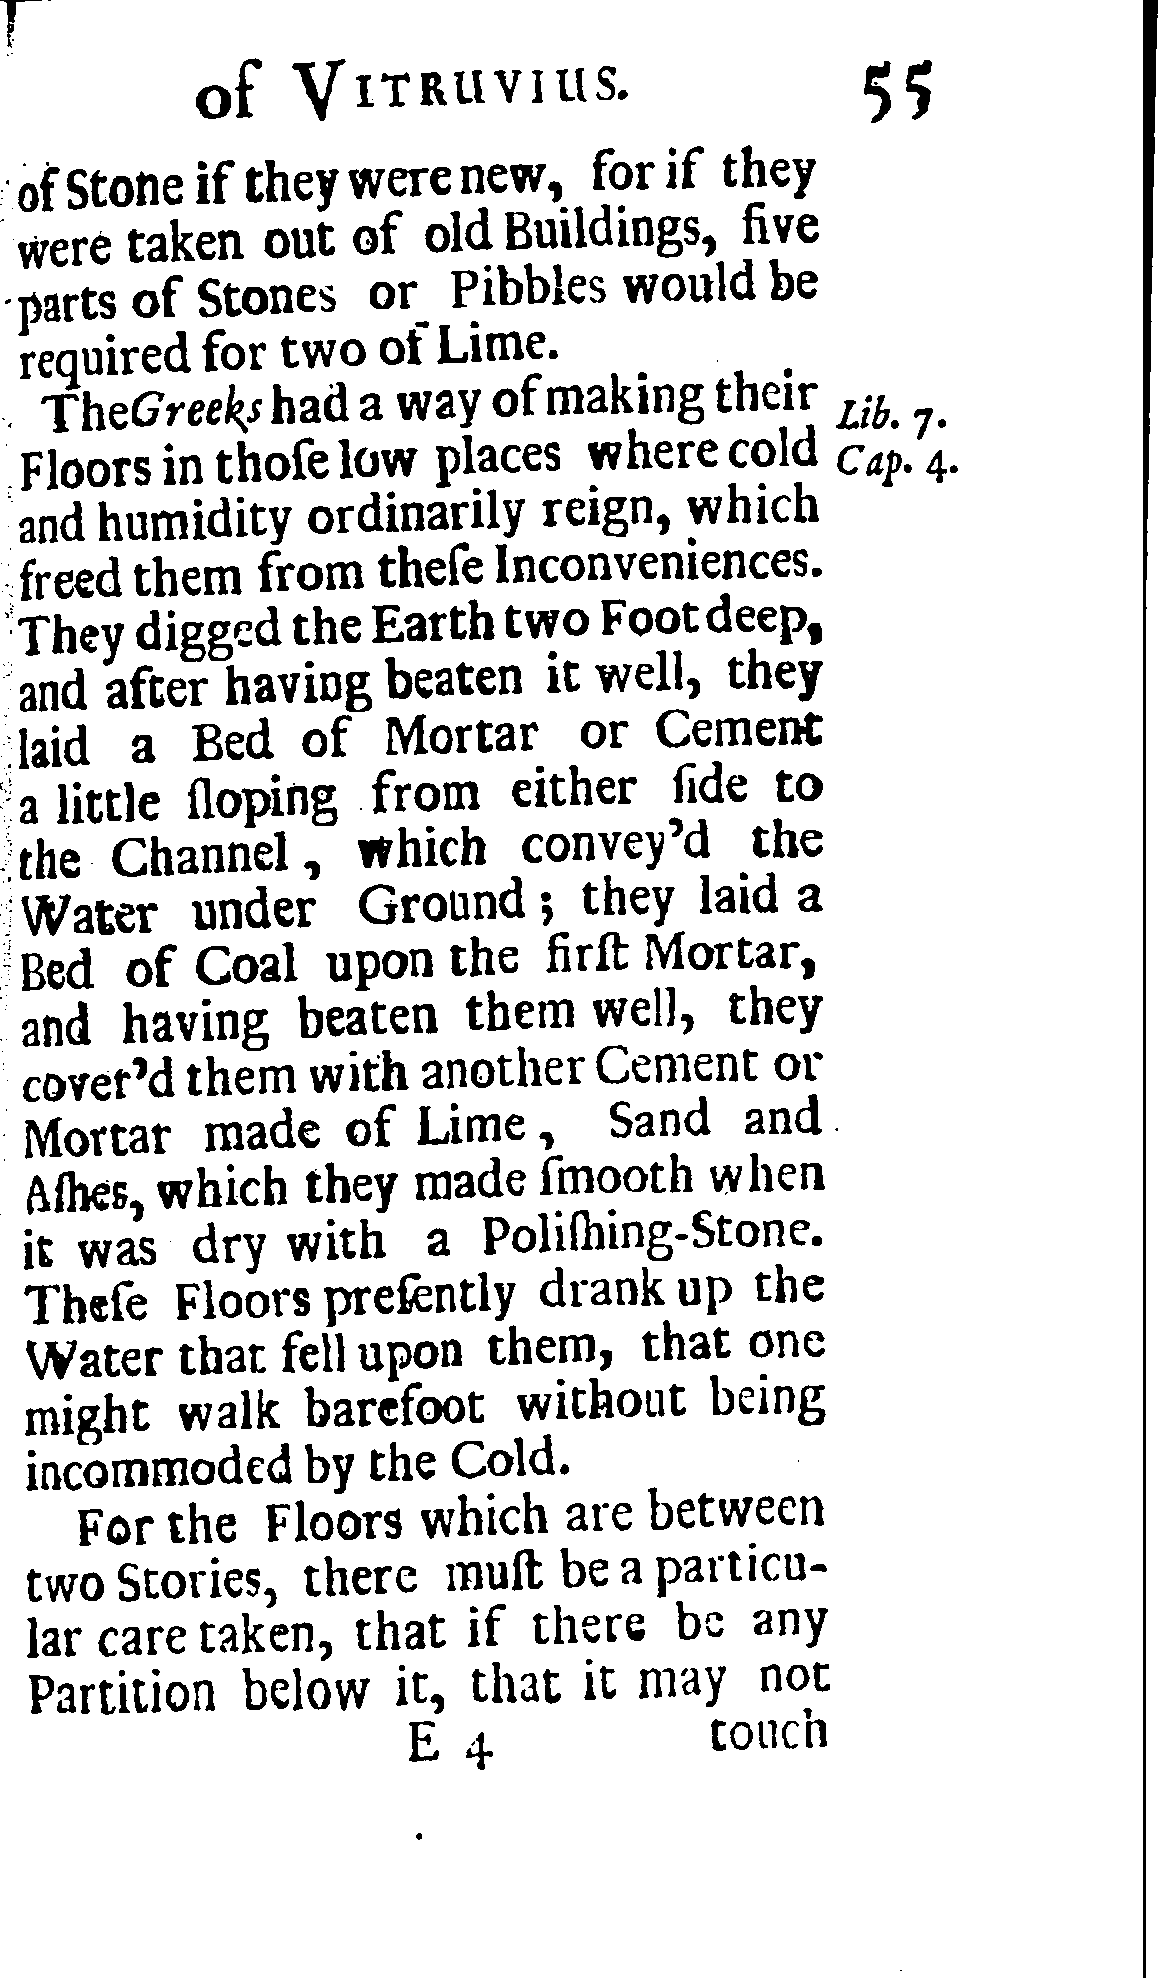 of VITRUVIUS. 55
of Stone if they were new, for if they
were taken out of old Buildings, five
parts of Stones or Pibbles would be
required for two of Lime.
The Greeks had a way of making their
Lib. 7.
Floors in thoſe low places where cold
Cap. 4.
and humidity ordinarily reign, which
freed them from theſe Inconveniences.
They digged the Earth two Foot deep,
and after having beaten it well, they
laid a Bed of Mortar or Cement
a little ſloping from either ſide to
the Channel, which convey'd the
Water under Ground; they laid a
Bed of Coal upon the firſt Mortar,
and having beaten them well, they
cover'd them with another Cement or
Mortar made of Lime, Sand and
Aſhes, which they made ſmooth when
it was dry with a Poliſhing-Stone.
Theſe Floors preſently drank up the
Water that fell upon them, that one
might walk barefoot without being
incommoded by the Cold.
For the Floors which are between
two Stories, there muſt be a particu-
lar care taken, that if there be any
Partition below it, that it may not
E 4 touch